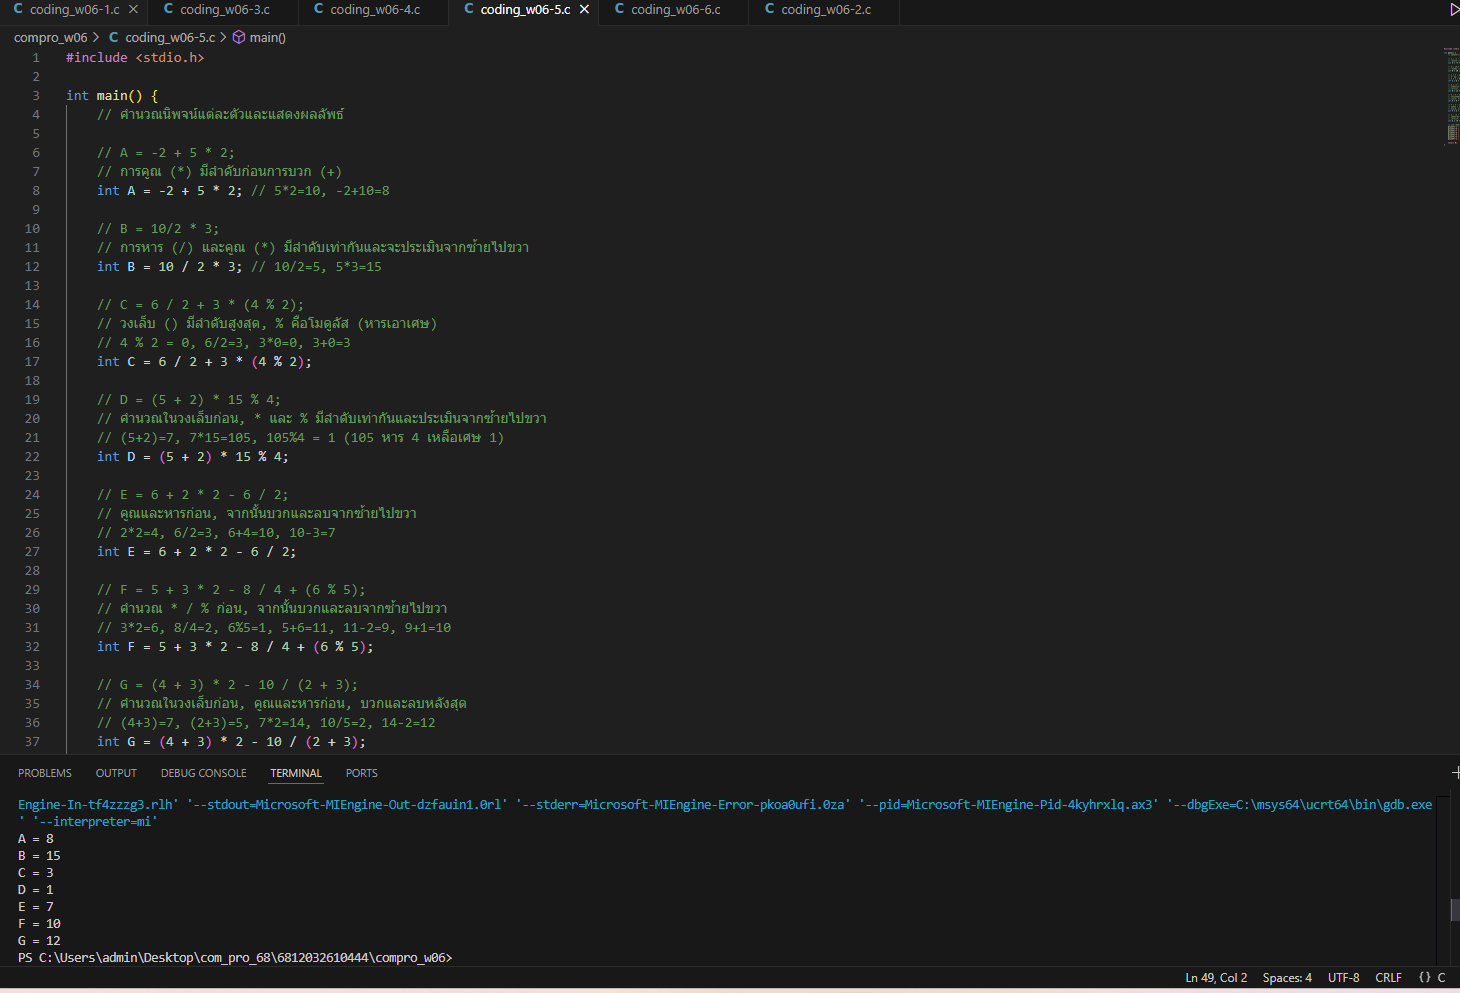 C coding_w06-1.c × C coding_w06-3.c C coding_w06-4.c C coding_w06-5.c × C coding_w06-6.c C coding_w06-2.c
compro_w06 > C coding_w06-5.c > main()
1 #include <stdio.h>
2
3 int main() {
4 // คำนวณนิพจน์แต่ละตัวและแสดงผลลัพธ์
5
6 // A = -2 + 5 * 2;
7 // การคูณ (*) มีลำดับก่อนการบวก (+)
8 int A = -2 + 5 * 2; // 5*2=10, -2+10=8
9
10 // B = 10/2 * 3;
11 // การหาร (/) และคูณ (*) มีลำดับเท่ากันและจะประเมินจากซ้ายไปขวา
12 int B = 10 / 2 * 3; // 10/2=5, 5*3=15
13
14 // C = 6 / 2 + 3 * (4 % 2);
15 // วงเล็บ () มีลำดับสูงสุด, % คือโมดูลัส (หารเอาเศษ)
16 // 4 % 2 = 0, 6/2=3, 3*0=0, 3+0=3
17 int C = 6 / 2 + 3 * (4 % 2);
18
19 // D = (5 + 2) * 15 % 4;
20 // คำนวณในวงเล็บก่อน, * และ % มีลำดับเท่ากันและประเมินจากซ้ายไปขวา
21 // (5+2)=7, 7*15=105, 105%4 = 1 (105 หาร 4 เหลือเศษ 1)
22 int D = (5 + 2) * 15 % 4;
23
24 // E = 6 + 2 * 2 - 6 / 2;
25 // คูณและหารก่อน, จากนั้นบวกและลบจากซ้ายไปขวา
26 // 2*2=4, 6/2=3, 6+4=10, 10-3=7
27 int E = 6 + 2 * 2 - 6 / 2;
28
29 // F = 5 + 3 * 2 - 8 / 4 + (6 % 5);
30 // คำนวณ * / % ก่อน, จากนั้นบวกและลบจากซ้ายไปขวา
31 // 3*2=6, 8/4=2, 6%5=1, 5+6=11, 11-2=9, 9+1=10
32 int F = 5 + 3 * 2 - 8 / 4 + (6 % 5);
33
34 // G = (4 + 3) * 2 - 10 / (2 + 3);
35 // คำนวณในวงเล็บก่อน, คูณและหารก่อน, บวกและลบหลังสุด
36 // (4+3)=7, (2+3)=5, 7*2=14, 10/5=2, 14-2=12
37 int G = (4 + 3) * 2 - 10 / (2 + 3);
PROBLEMS OUTPUT DEBUG CONSOLE TERMINAL PORTS
Engine-In-tf4zzzg3.rlh' '--stdout=Microsoft-MIEngine-Out-dzfauin1.0rl' '--stderr=Microsoft-MIEngine-Error-pkoa0ufi.0za' '--pid=Microsoft-MIEngine-Pid-4kyhrxlq.ax3' '--dbgExe=C:\msys64\ucrt64\bin\gdb.exe
' '--interpreter=mi'
A = 8
B = 15
C = 3
D = 1
E = 7
F = 10
G = 12
PS C:\Users\admin\Desktop\com_pro_68\6812032610444\compro_w06>
Ln 49, Col 2 Spaces: 4 UTF-8 CRLF {} C